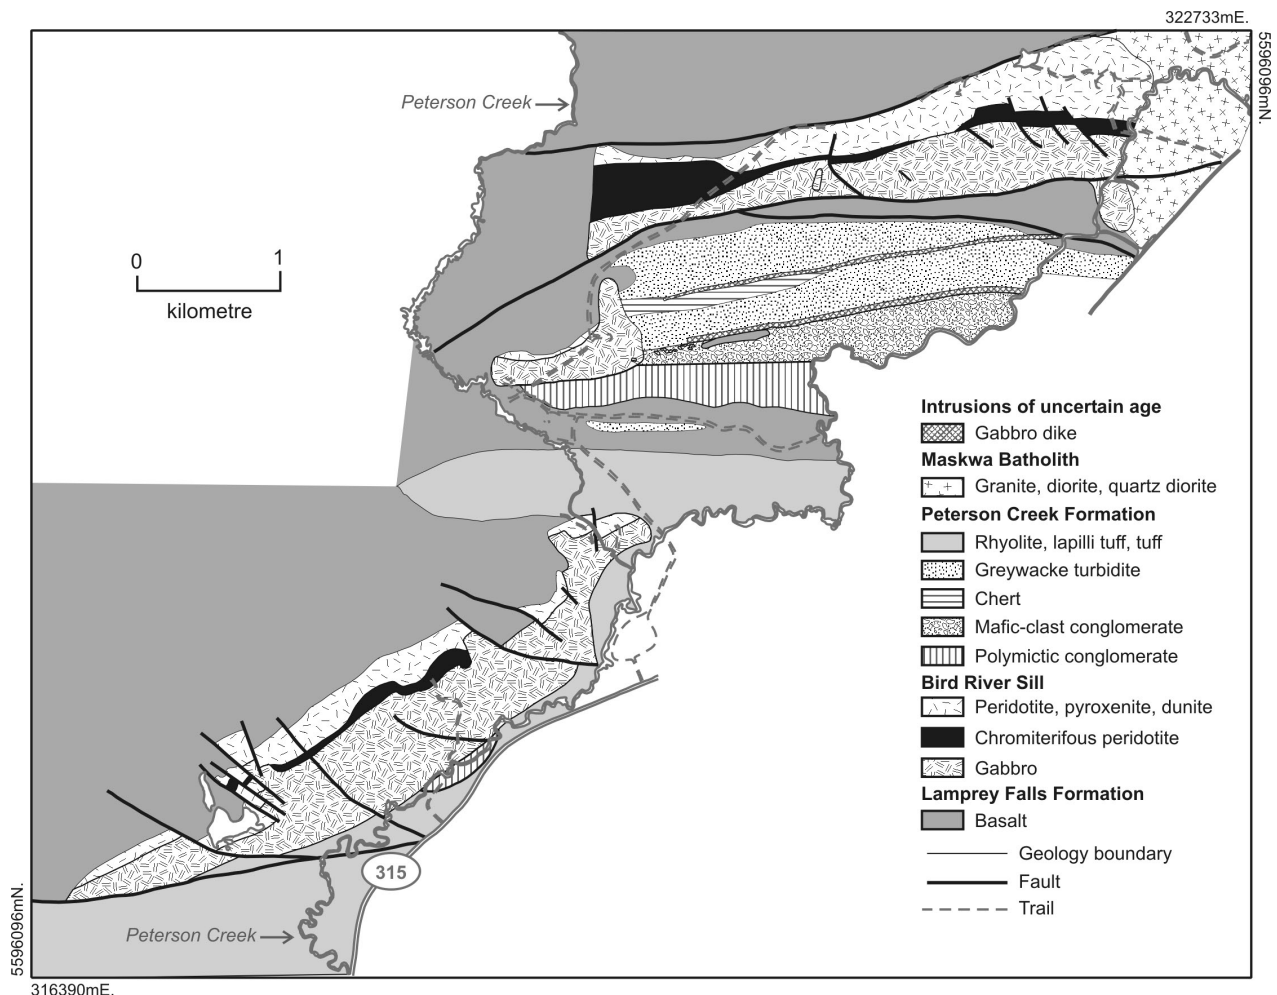 322733mE.
5596096mN.
Peterson Creek
0 1
kilometre
Intrusions of uncertain age
Gabbro dike
Maskwa Batholith
Granite, diorite, quartz diorite
Peterson Creek Formation
Rhyolite, lapilli tuff, tuff
Greywacke turbidite
Chert
Mafic-clast conglomerate
Polymictic conglomerate
Bird River Sill
Peridotite, pyroxenite, dunite
Chromiterifous peridotite
Gabbro
Lamprey Falls Formation
Basalt
Geology boundary
Fault
Trail
315
Peterson Creek
5596096mN.
316390mE.